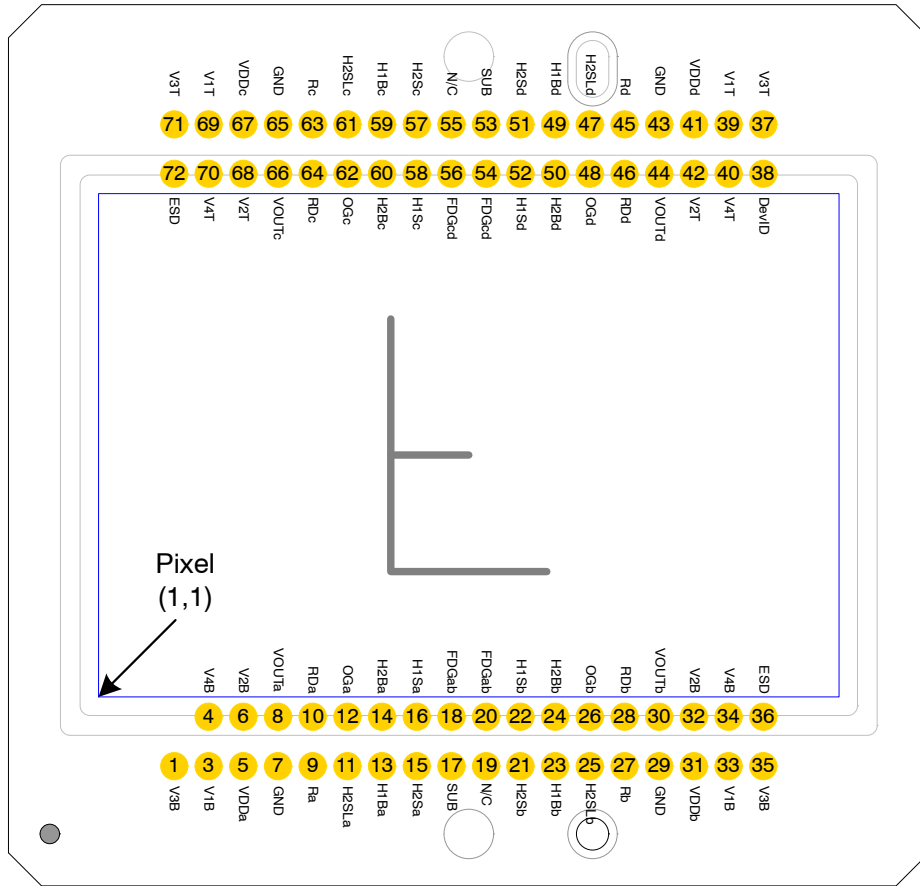 V3T V1T VDDc GND Rc H2SLc H1Bc H2Sc N/C SUB H2Sd H1Bd H2SLd Rd GND VDDd V1T V3T
71 69 67 65 63 61 59 57 55 53 51 49 47 45 43 41 39 37
72 70 68 66 64 62 60 58 56 54 52 50 48 46 44 42 40 38
ESD V4T V2T VOUTc RDc OGc H2Bc H1Sc FDGcd FDGcd H1Sd H2Bd OGd RDd VOUTd V2T V4T DevID
Pixel
(1,1)
V4B V2B VOUTa RDa OGa H2Ba H1Sa FDGab FDGab H1Sb H2Bb OGb RDb VOUTb V2B V4B ESD
4 6 8 10 12 14 16 18 20 22 24 26 28 30 32 34 36
1 3 5 7 9 11 13 15 17 19 21 23 25 27 29 31 33 35
V3B V1B VDDa GND Ra H2SLa H1Ba H2Sa SUB N/C H2Sb H1Bb H2SLb Rb GND VDDb V1B V3B